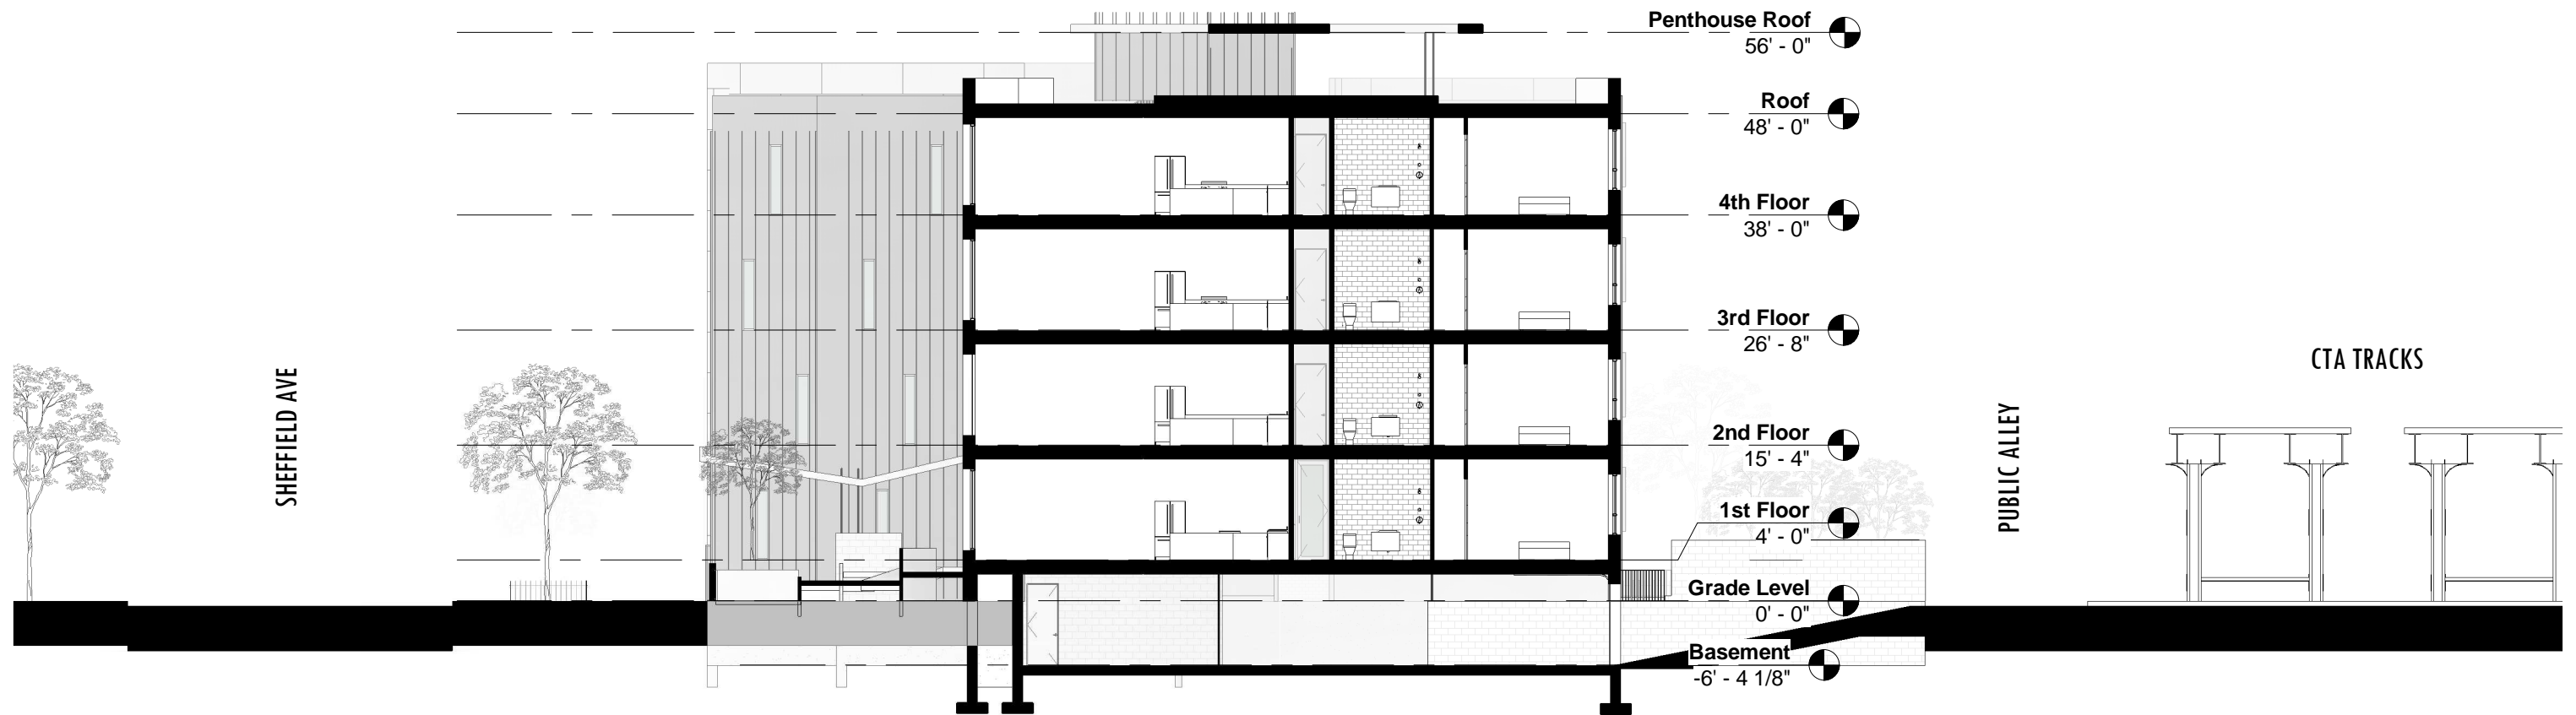 Penthouse Roof
56' - 0"
Roof
48' - 0"
4th Floor
38' - 0"
3rd Floor
26' - 8"
2nd Floor
15' - 4"
1st Floor
4' - 0"
Grade Level
0' - 0"
Basement
-6' - 4 1/8"
SHEFFIELD AVE
PUBLIC ALLEY
CTA TRACKS